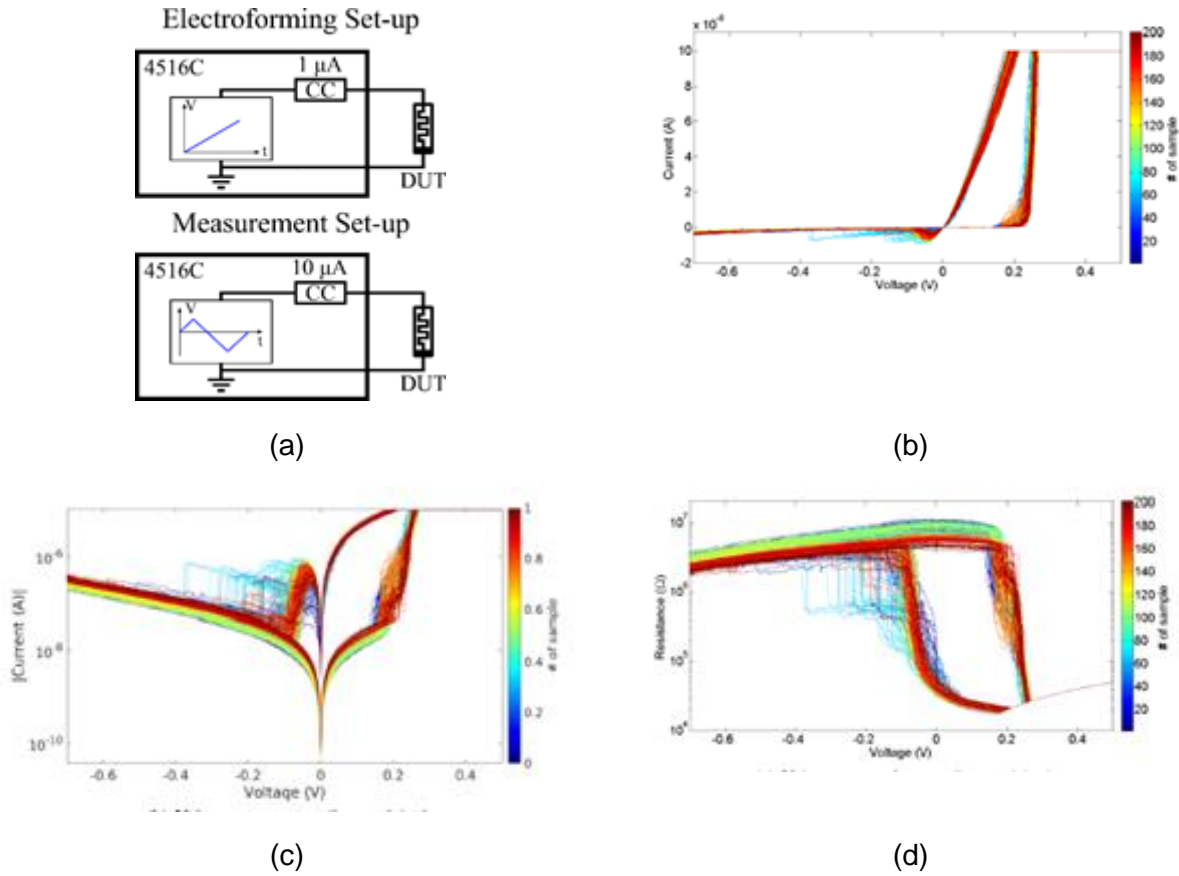 Electroforming Set-up
4516C
1 µA
CC
V
t
DUT
Measurement Set-up
4516C
10 µA
CC
V
t
DUT
(a)
x 10⁻⁶
10
8
6
4
2
0
-2
-0.6 -0.4 -0.2 0 0.2 0.4
Voltage (V)
Current (A)
200
180
160
140
120
100
80
60
40
20
# of sample
(b)
10⁻⁶
10⁻⁸
10⁻¹⁰
-0.6 -0.4 -0.2 0 0.2 0.4
Voltage (V)
|Current (A)|
1
0.8
0.6
0.4
0.2
0
# of sample
(c)
10⁷
10⁶
10⁵
10⁴
-0.6 -0.4 -0.2 0 0.2 0.4
Voltage (V)
Resistance (Ω)
200
180
160
140
120
100
80
60
40
20
# of sample
(d)